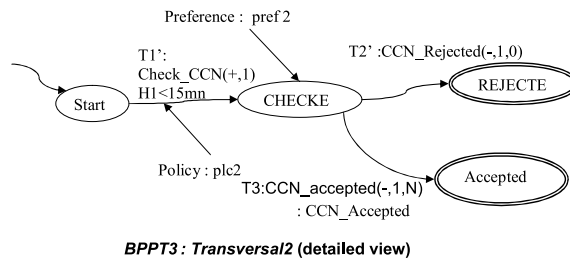 Preference : pref 2
T1':
Check_CCN(+,1)
H1<15mn
T2' :CCN_Rejected(-,1,0)
Start
CHECKE
REJECTE
Policy : plc2
T3:CCN_accepted(-,1,N)
: CCN_Accepted
Accepted
BPPT3 : Transversal2 (detailed view)